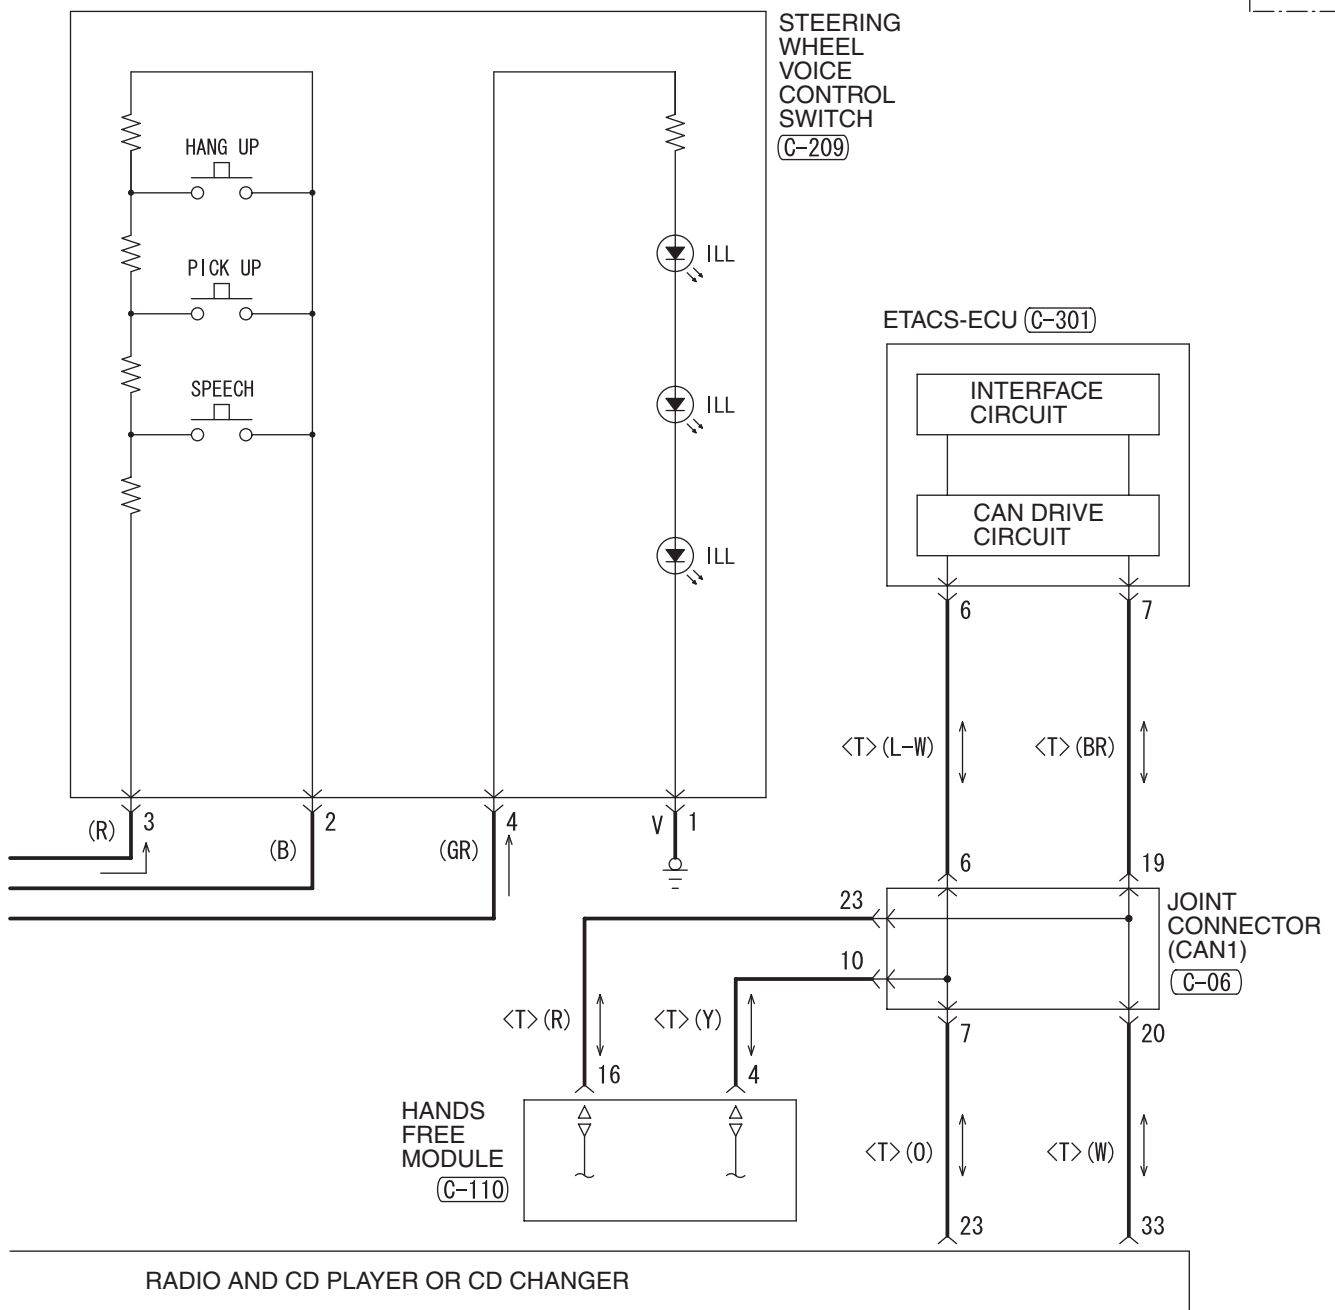 STEERING
WHEEL
VOICE
CONTROL
SWITCH
C-209
HANG UP
PICK UP
SPEECH
ILL
ILL
ILL
ETACS-ECU C-301
INTERFACE
CIRCUIT
CAN DRIVE
CIRCUIT
6
7
<T>(L-W)
<T>(BR)
(R)
3
(B)
2
(GR)
4
V
1
6
19
23
10
JOINT
CONNECTOR
(CAN1)
C-06
7
20
<T>(R)
<T>(Y)
16
4
HANDS
FREE
MODULE
C-110
<T>(O)
<T>(W)
23
33
RADIO AND CD PLAYER OR CD CHANGER